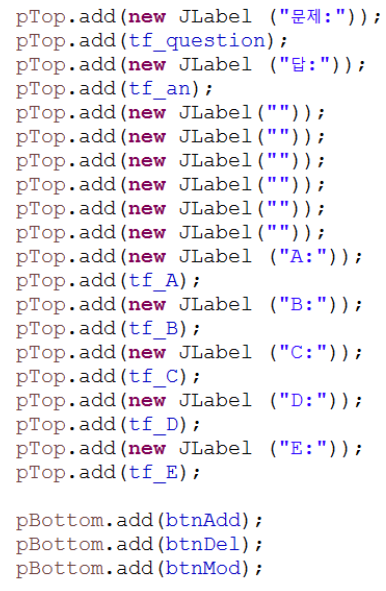 pTop.add(new JLabel ("문제:"));
pTop.add(tf_question);
pTop.add(new JLabel ("답:"));
pTop.add(tf_an);
pTop.add(new JLabel(""));
pTop.add(new JLabel(""));
pTop.add(new JLabel(""));
pTop.add(new JLabel(""));
pTop.add(new JLabel(""));
pTop.add(new JLabel(""));
pTop.add(new JLabel ("A:"));
pTop.add(tf_A);
pTop.add(new JLabel ("B:"));
pTop.add(tf_B);
pTop.add(new JLabel ("C:"));
pTop.add(tf_C);
pTop.add(new JLabel ("D:"));
pTop.add(tf_D);
pTop.add(new JLabel ("E:"));
pTop.add(tf_E);
pBottom.add(btnAdd);
pBottom.add(btnDel);
pBottom.add(btnMod);